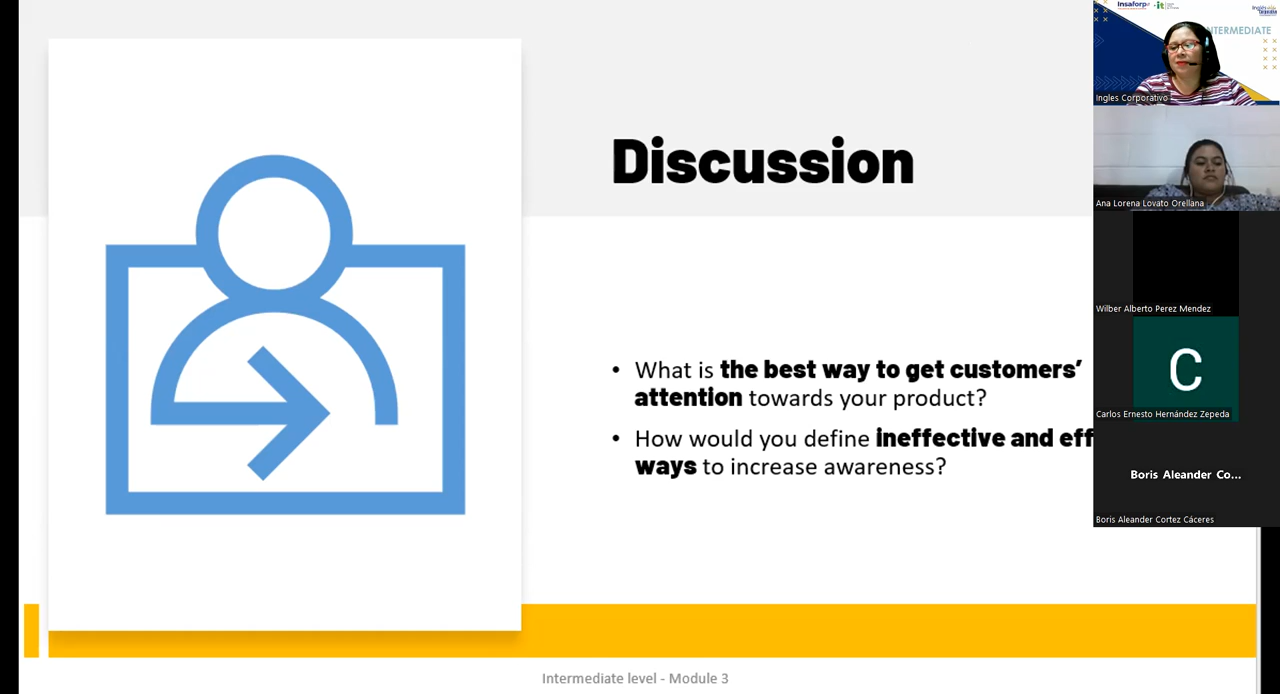 Discussion
• What is the best way to get customers’
attention towards your product?
• How would you define ineffective and eff
ways to increase awareness?
Intermediate level - Module 3
Insaforp
NTERMEDIATE
Ingles Corporativo
Ana Lorena Lovato Orellana
Wilber Alberto Perez Mendez
C
Carlos Ernesto Hernández Zepeda
Boris Aleander Co...
Boris Aleander Cortez Cáceres